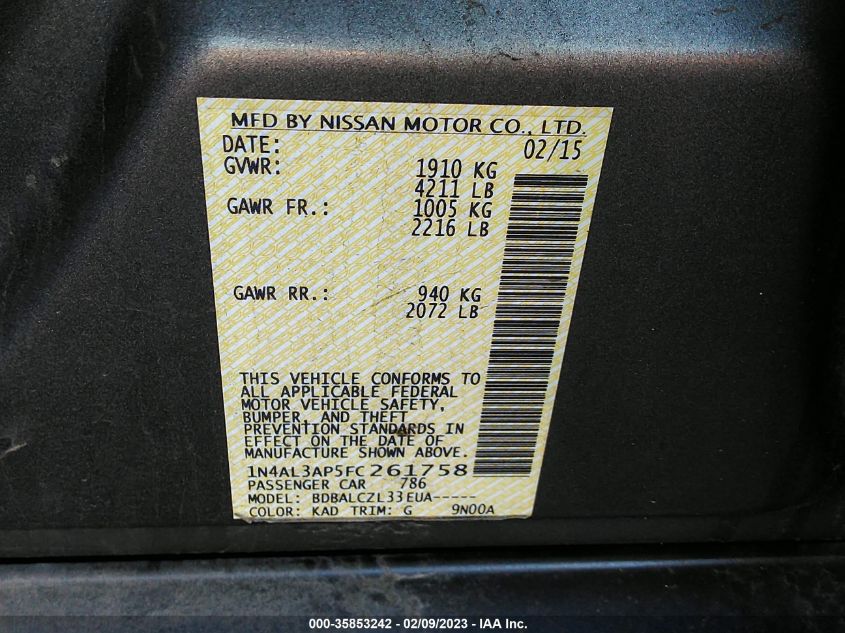 MFD BY NISSAN MOTOR CO., LTD.
DATE: 02/15
GVWR: 1910 KG
4211 LB
GAWR FR.: 1005 KG
2216 LB
GAWR RR.: 940 KG
2072 LB
THIS VEHICLE CONFORMS TO
ALL APPLICABLE FEDERAL
MOTOR VEHICLE SAFETY,
BUMPER, AND THEFT
PREVENTION STANDARDS IN
EFFECT ON THE DATE OF
MANUFACTURE SHOWN ABOVE.
1N4AL3AP5FC261758
PASSENGER CAR 786
MODEL: BDBALCZL33EUA-----
COLOR: KAD TRIM: G 9N00A
000-35853242 - 02/09/2023 - IAA Inc.